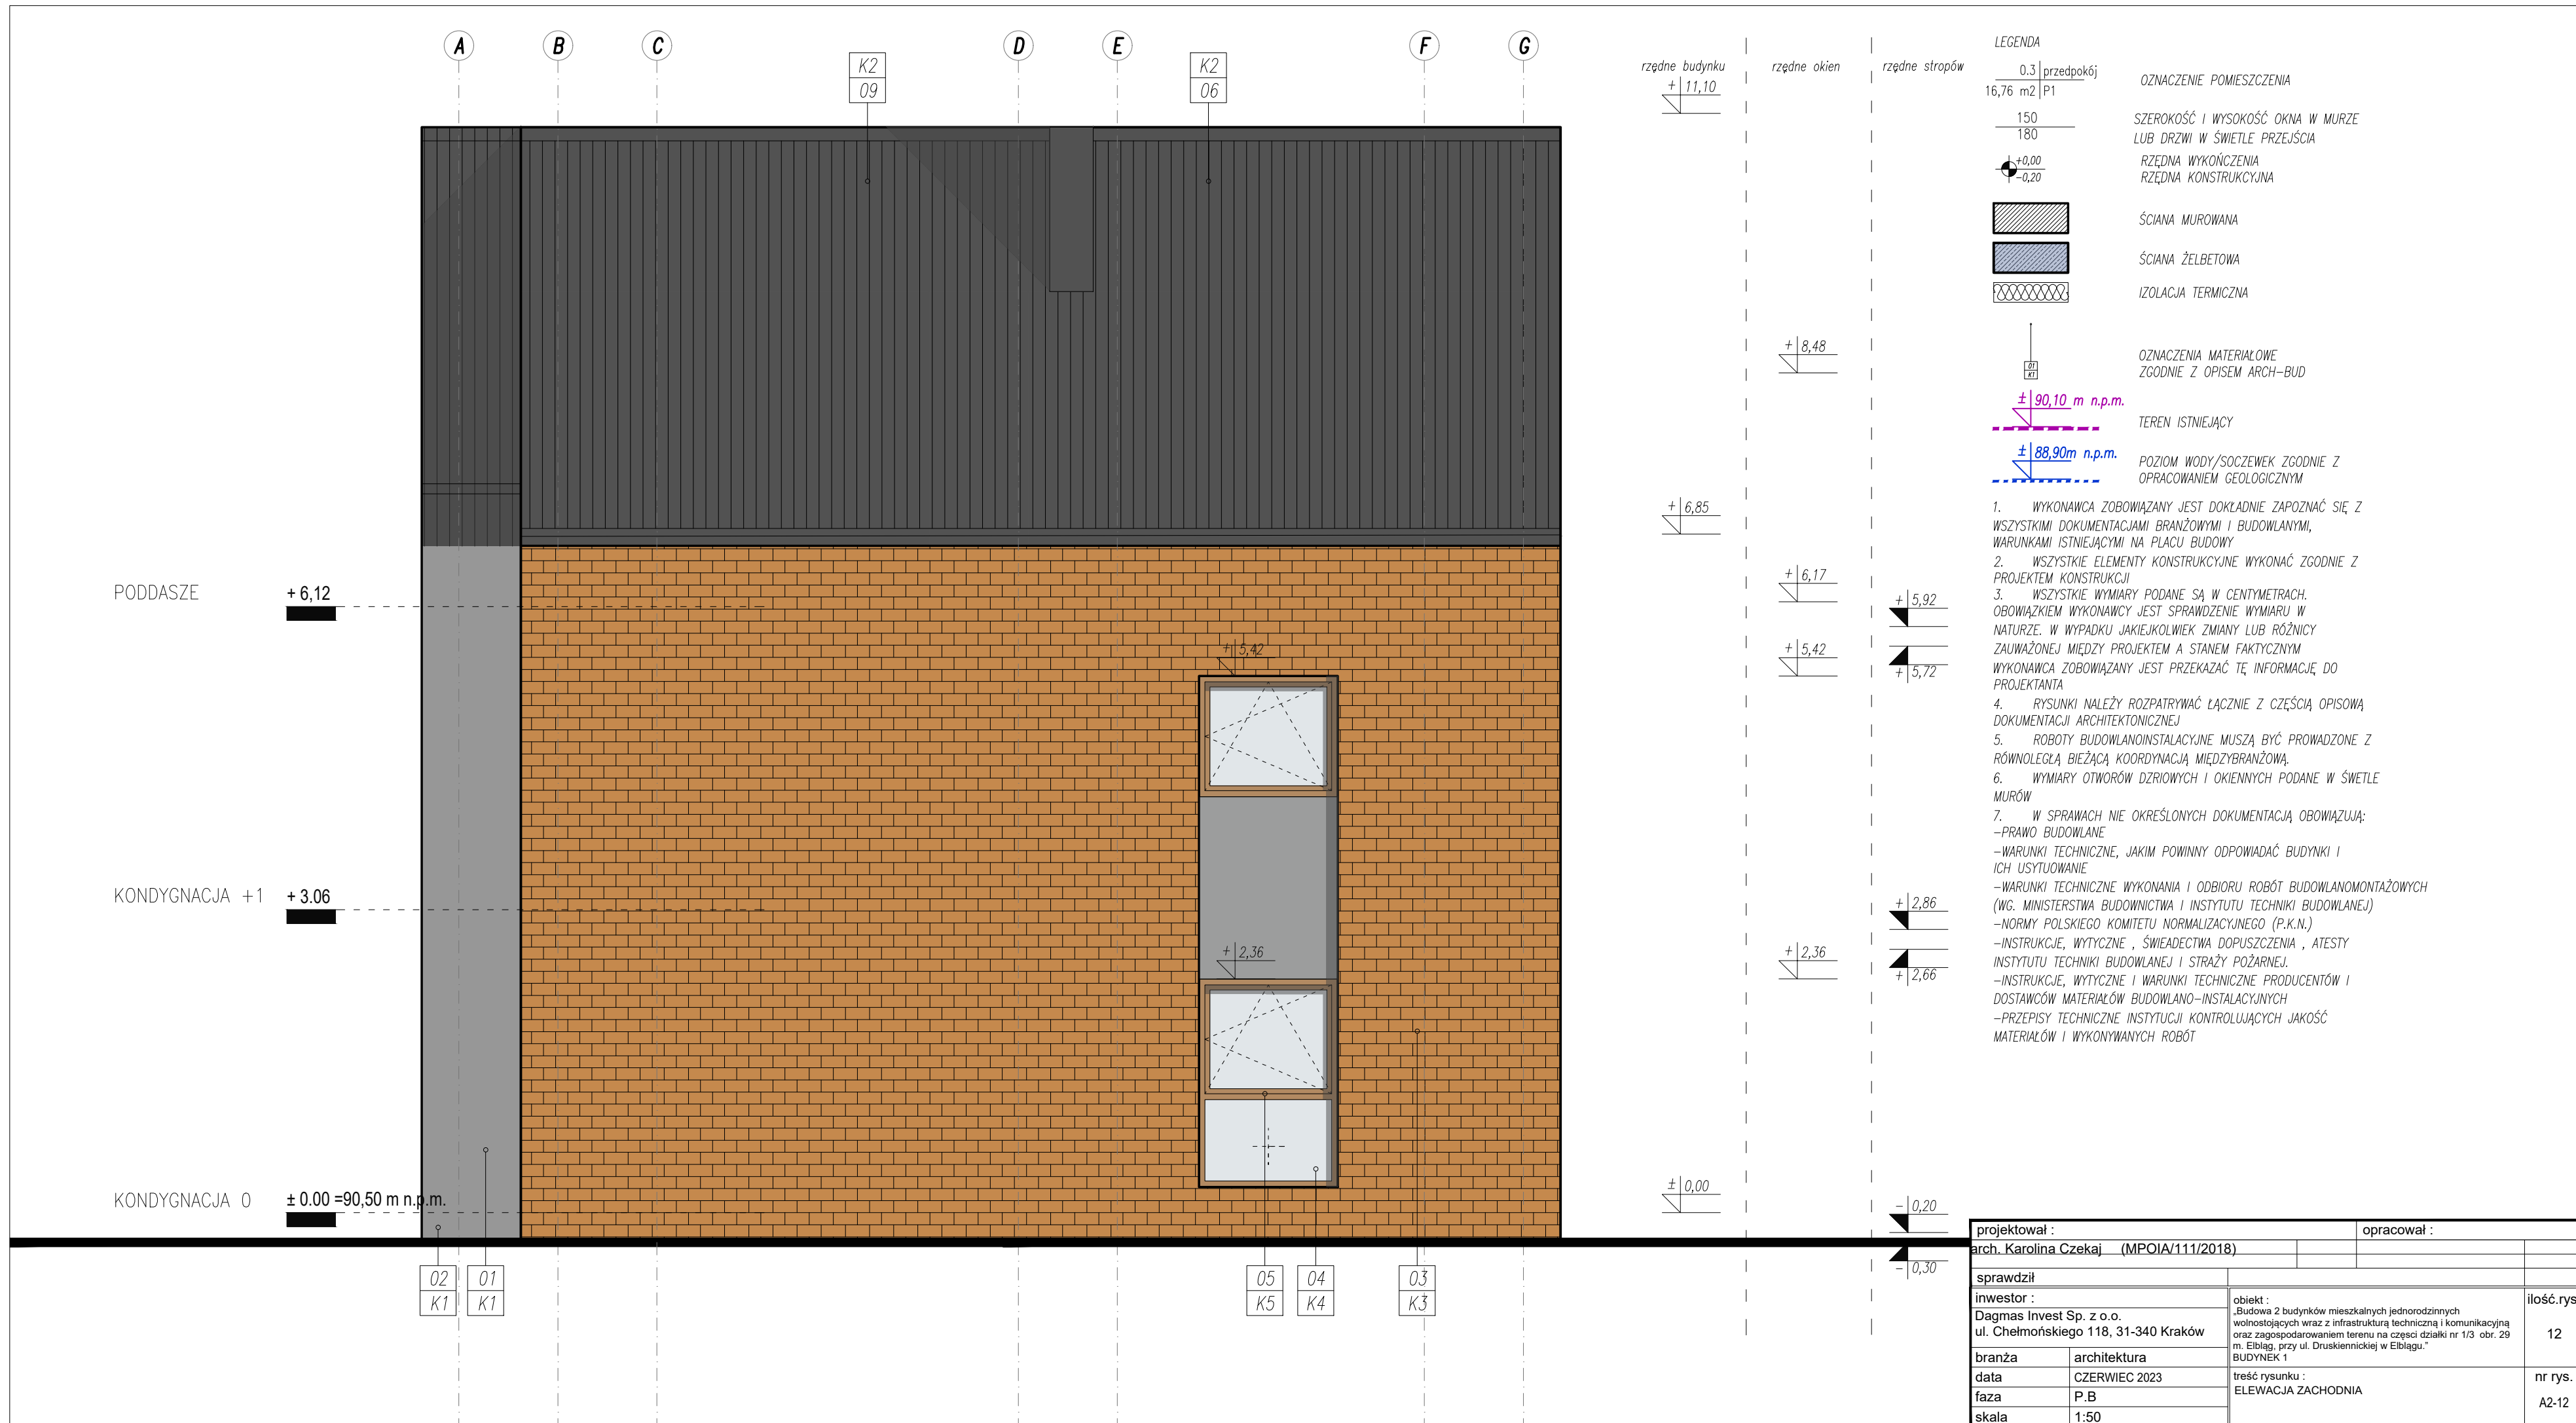 A B C D E F G
K2
09
K2
06
PODDASZE + 6,12
KONDYGNACJA +1 + 3.06
KONDYGNACJA 0 ± 0.00 =90,50 m n.p.m.
+ 5,42
+ 2,36
02
K1
01
K1
05
K5
04
K4
03
K3
rzędne budynku
+ 11,10
+ 6,85
± 0,00
rzędne okien
+ 8,48
+ 6,17
+ 5,42
+ 2,36
rzędne stropów
+ 5,92
+ 5,72
+ 2,86
+ 2,66
- 0,20
- 0,30
LEGENDA
0.3 przedpokój
16,76 m2 P1
OZNACZENIE POMIESZCZENIA
150
180
SZEROKOŚĆ I WYSOKOŚĆ OKNA W MURZE
LUB DRZWI W ŚWIETLE PRZEJŚCIA
+0,00
-0,20
RZĘDNA WYKOŃCZENIA
RZĘDNA KONSTRUKCYJNA
ŚCIANA MUROWANA
ŚCIANA ŻELBETOWA
IZOLACJA TERMICZNA
01
K1
OZNACZENIA MATERIAŁOWE
ZGODNIE Z OPISEM ARCH-BUD
± 90,10 m n.p.m.
TEREN ISTNIEJĄCY
± 88,90m n.p.m.
POZIOM WODY/SOCZEWEK ZGODNIE Z
OPRACOWANIEM GEOLOGICZNYM
1. WYKONAWCA ZOBOWIĄZANY JEST DOKŁADNIE ZAPOZNAĆ SIĘ Z
WSZYSTKIMI DOKUMENTACJAMI BRANŻOWYMI I BUDOWLANYMI,
WARUNKAMI ISTNIEJĄCYMI NA PLACU BUDOWY
2. WSZYSTKIE ELEMENTY KONSTRUKCYJNE WYKONAĆ ZGODNIE Z
PROJEKTEM KONSTRUKCJI
3. WSZYSTKIE WYMIARY PODANE SĄ W CENTYMETRACH.
OBOWIĄZKIEM WYKONAWCY JEST SPRAWDZENIE WYMIARU W
NATURZE. W WYPADKU JAKIEJKOLWIEK ZMIANY LUB RÓŻNICY
ZAUWAŻONEJ MIĘDZY PROJEKTEM A STANEM FAKTYCZNYM
WYKONAWCA ZOBOWIĄZANY JEST PRZEKAZAĆ TĘ INFORMACJĘ DO
PROJEKTANTA
4. RYSUNKI NALEŻY ROZPATRYWAĆ ŁĄCZNIE Z CZĘŚCIĄ OPISOWĄ
DOKUMENTACJI ARCHITEKTONICZNEJ
5. ROBOTY BUDOWLANOINSTALACYJNE MUSZĄ BYĆ PROWADZONE Z
RÓWNOLEGŁĄ BIEŻĄCĄ KOORDYNACJĄ MIĘDZYBRANŻOWĄ.
6. WYMIARY OTWORÓW DZRIOWYCH I OKIENNYCH PODANE W ŚWETLE
MURÓW
7. W SPRAWACH NIE OKREŚLONYCH DOKUMENTACJĄ OBOWIĄZUJĄ:
-PRAWO BUDOWLANE
-WARUNKI TECHNICZNE, JAKIM POWINNY ODPOWIADAĆ BUDYNKI I
ICH USYTUOWANIE
-WARUNKI TECHNICZNE WYKONANIA I ODBIORU ROBÓT BUDOWLANOMONTAŻOWYCH
(WG. MINISTERSTWA BUDOWNICTWA I INSTYTUTU TECHNIKI BUDOWLANEJ)
-NORMY POLSKIEGO KOMITETU NORMALIZACYJNEGO (P.K.N.)
-INSTRUKCJE, WYTYCZNE , ŚWIEADECTWA DOPUSZCZENIA , ATESTY
INSTYTUTU TECHNIKI BUDOWLANEJ I STRAŻY POŻARNEJ.
-INSTRUKCJE, WYTYCZNE I WARUNKI TECHNICZNE PRODUCENTÓW I
DOSTAWCÓW MATERIAŁÓW BUDOWLANO-INSTALACYJNYCH
-PRZEPISY TECHNICZNE INSTYTUCJI KONTROLUJĄCYCH JAKOŚĆ
MATERIAŁÓW I WYKONYWANYCH ROBÓT
projektował : opracował :
arch. Karolina Czekaj (MPOIA/111/2018)
sprawdził
inwestor :
Dagmas Invest Sp. z o.o.
ul. Chełmońskiego 118, 31-340 Kraków
branża architektura
data CZERWIEC 2023
faza P.B
skala 1:50
obiekt :
„Budowa 2 budynków mieszkalnych jednorodzinnych
wolnostojących wraz z infrastrukturą techniczną i komunikacyjną
oraz zagospodarowaniem terenu na częsci działki nr 1/3 obr. 29
m. Elbląg, przy ul. Druskiennickiej w Elblągu."
BUDYNEK 1
treść rysunku :
ELEWACJA ZACHODNIA
ilość.rys
12
nr rys.
A2-12